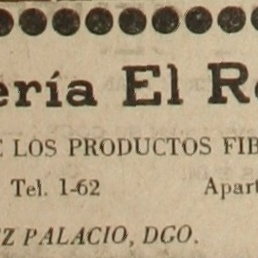 ería El R
LOS PRODUCTOS FIB
Tel. 1-62 Apart
Z PALACIO, DGO.